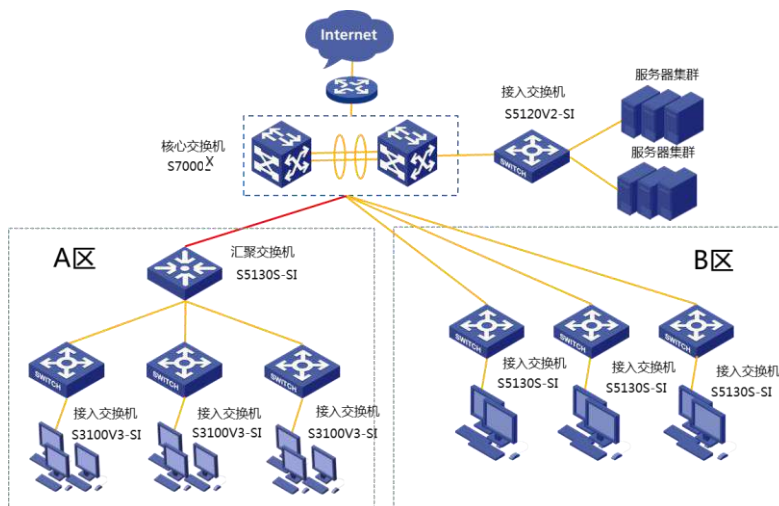 Internet
核心交换机
S7000X
接入交换机
S5120V2-SI
SWITCH
服务器集群
服务器集群
A区
汇聚交换机
S5130S-SI
SWITCH
SWITCH
SWITCH
接入交换机
S3100V3-SI
接入交换机
S3100V3-SI
接入交换机
S3100V3-SI
B区
SWITCH
SWITCH
SWITCH
接入交换机
S5130S-SI
接入交换机
S5130S-SI
接入交换机
S5130S-SI